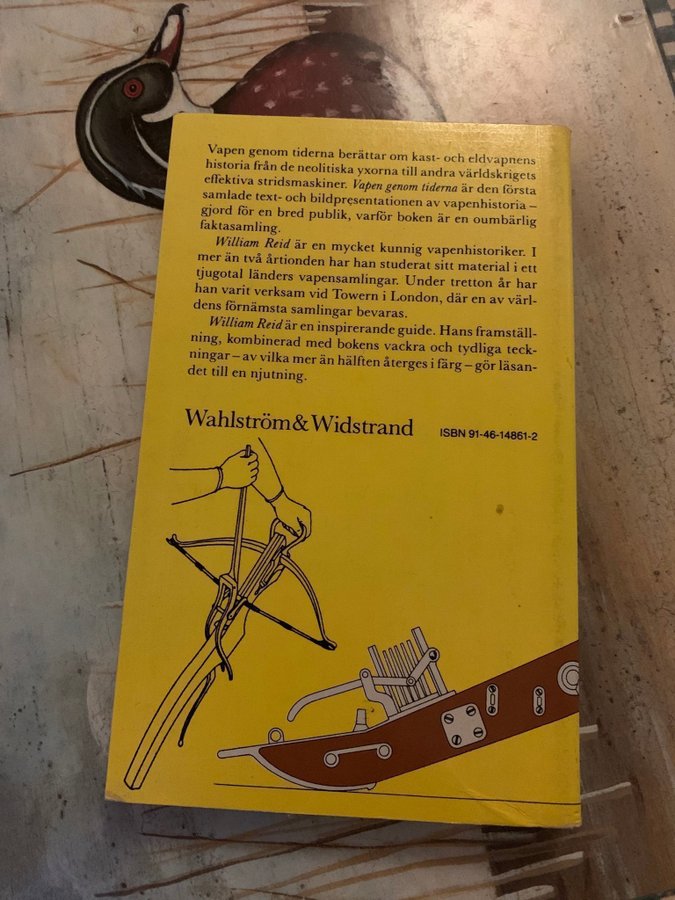 Vapen genom tiderna berättar om kast- och eldvapnens
historia från de neolitiska yxorna till andra världskrigets
effektiva stridsmaskiner. Vapen genom tiderna är den första
samlade text- och bildpresentationen av vapenhistoria –
gjord för en bred publik, varför boken är en oumbärlig
faktasamling.
William Reid är en mycket kunnig vapenhistoriker. I
mer än två årtionden har han studerat sitt material i ett
tjugotal länders vapensamlingar. Under tretton år har
han varit verksam vid Towern i London, där en av värl-
dens förnämsta samlingar bevaras.
William Reid är en inspirerande guide. Hans framställ-
ning, kombinerad med bokens vackra och tydliga teck-
ningar – av vilka mer än hälften återges i färg – gör läsan-
det till en njutning.
Wahlström & Widstrand
ISBN 91-46-14861-2